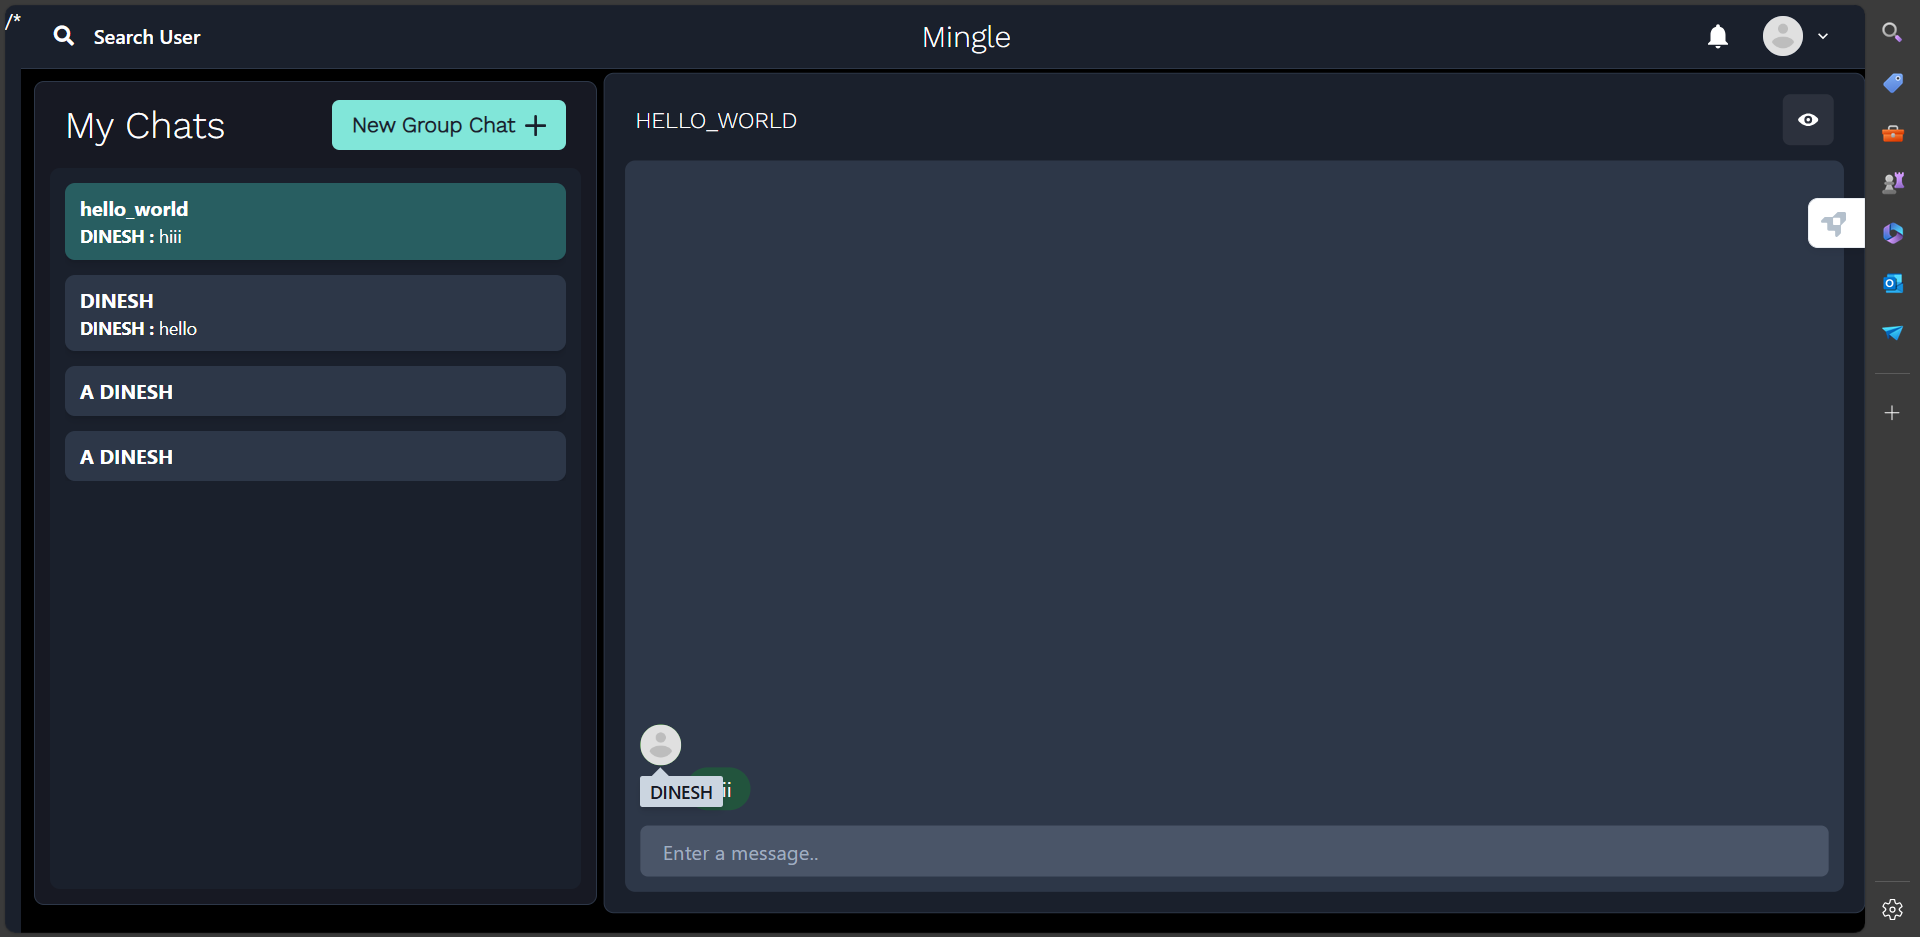 /*
Search User
Mingle
My Chats
New Group Chat
hello_world
DINESH : hiii
DINESH
DINESH : hello
A DINESH
A DINESH
HELLO_WORLD
DINESH
ii
Enter a message..